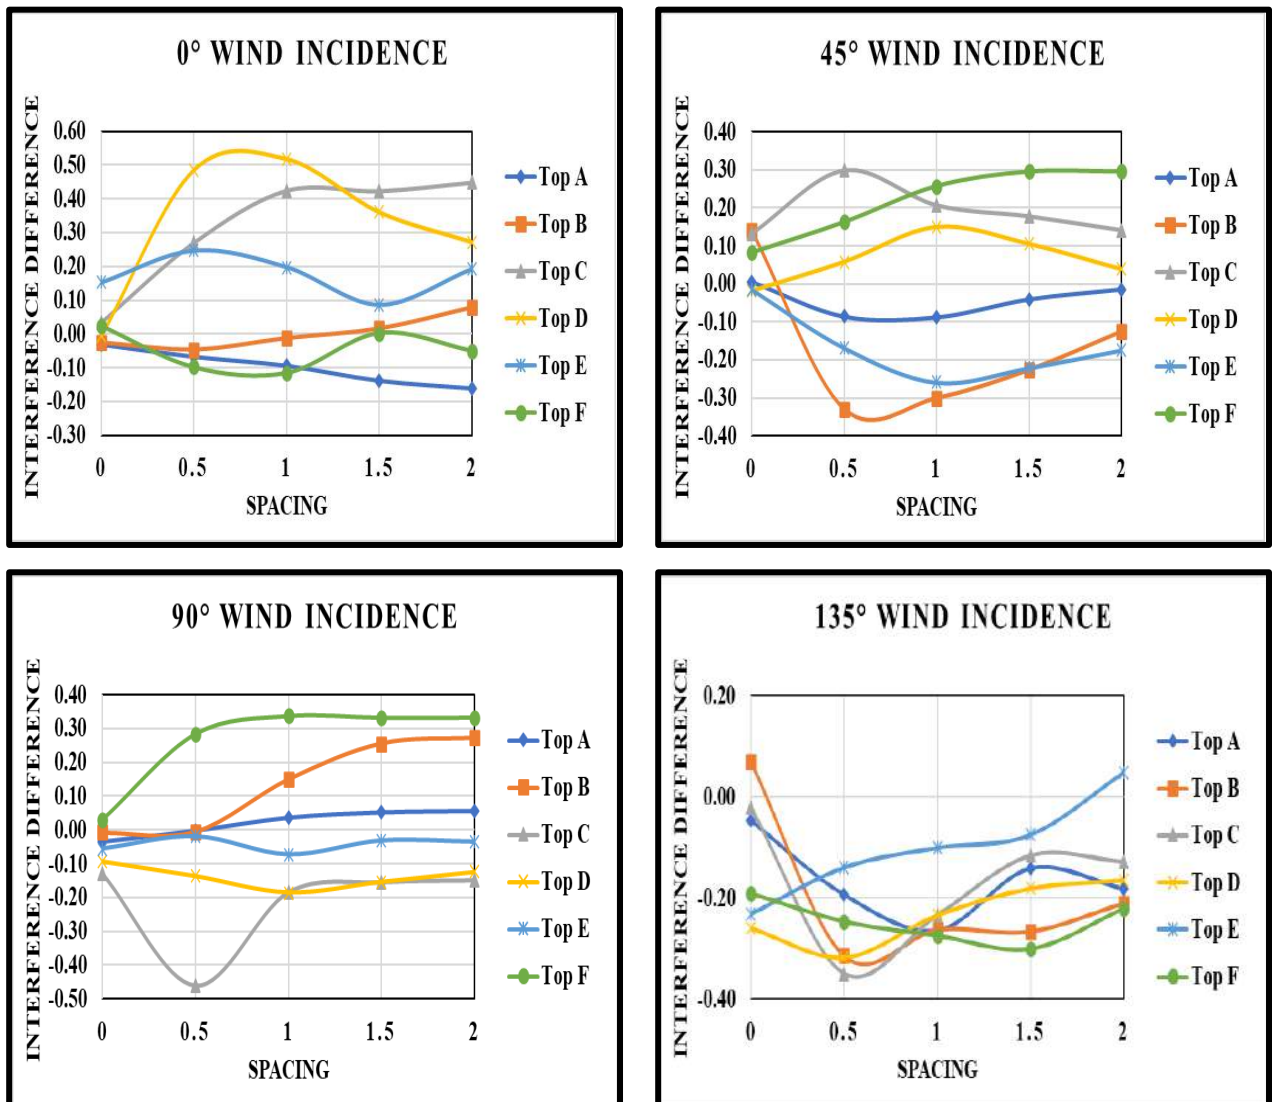 0° WIND INCIDENCE
INTERFERENCE DIFFERENCE
0.60
0.50
0.40
0.30
0.20
0.10
0.00
-0.10
-0.20
-0.30
0 0.5 1 1.5 2
SPACING
Top A
Top B
Top C
Top D
Top E
Top F
45° WIND INCIDENCE
INTERFERENCE DIFFERENCE
0.40
0.30
0.20
0.10
0.00
-0.10
-0.20
-0.30
-0.40
0 0.5 1 1.5 2
SPACING
Top A
Top B
Top C
Top D
Top E
Top F
90° WIND INCIDENCE
INTERFERENCE DIFFERENCE
0.40
0.30
0.20
0.10
0.00
-0.10
-0.20
-0.30
-0.40
-0.50
0 0.5 1 1.5 2
SPACING
Top A
Top B
Top C
Top D
Top E
Top F
135° WIND INCIDENCE
INTERFERENCE DIFFERENCE
0.20
0.00
-0.20
-0.40
0 0.5 1 1.5 2
SPACING
Top A
Top B
Top C
Top D
Top E
Top F